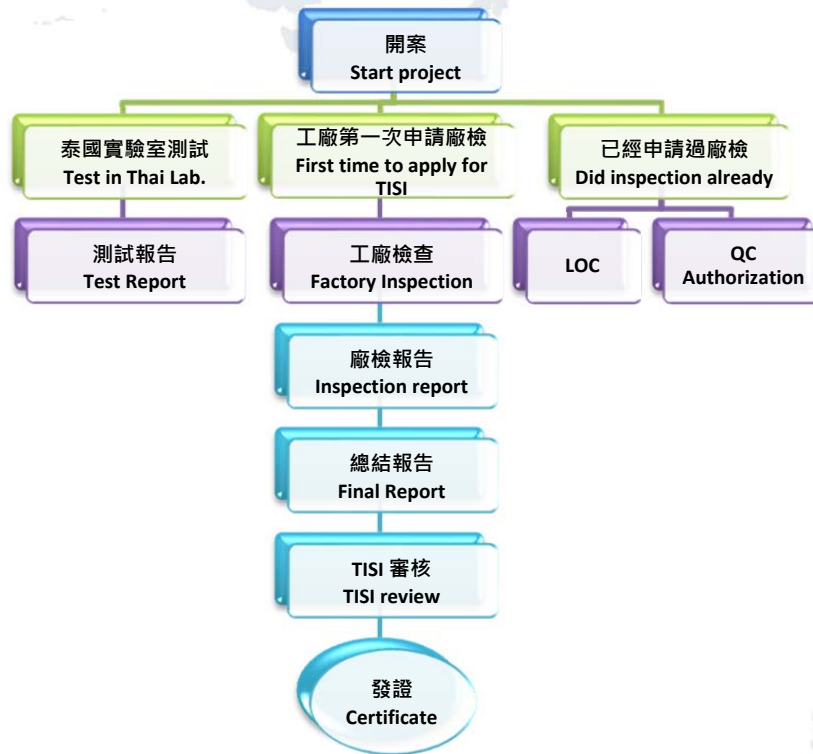 開案
Start project
泰國實驗室測試
Test in Thai Lab.
工廠第一次申請廠檢
First time to apply for
TISI
已經申請過廠檢
Did inspection already
測試報告
Test Report
工廠檢查
Factory Inspection
LOC
QC
Authorization
廠檢報告
Inspection report
總結報告
Final Report
TISI 審核
TISI review
發證
Certificate